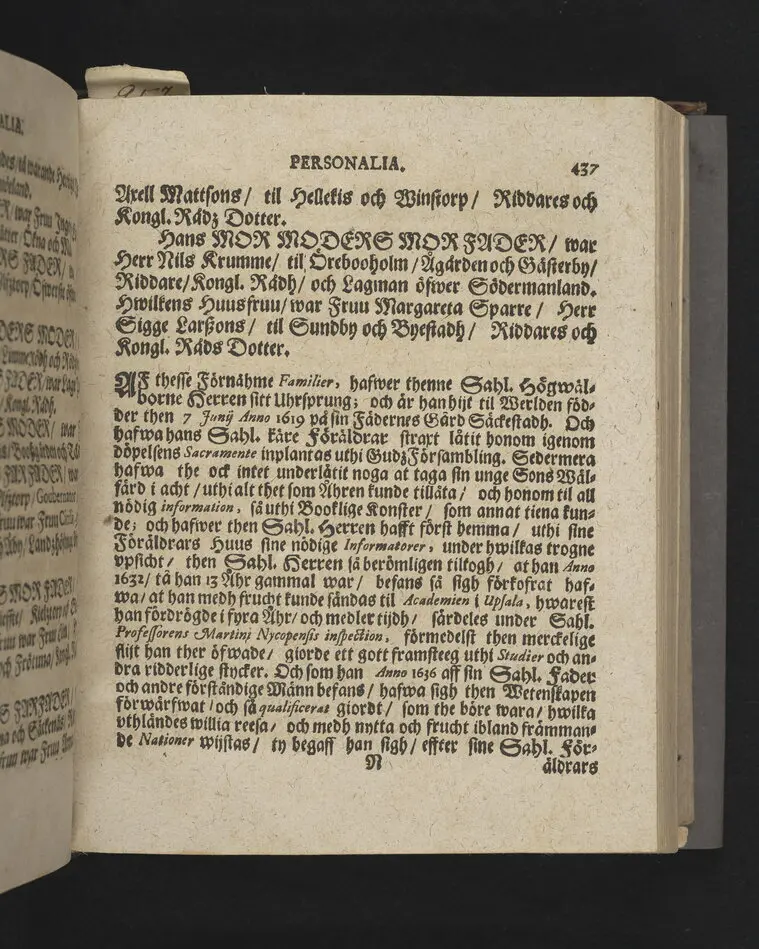 PERSONALIA. 437
Axell Mattsons / til Hellekis och Winstorp / Riddares och
Kongl. Rådz Dotter.
Hans MOR MODERS MOR FADER / war
Herr Nils Krumme / til Örebooholm / Ågården och Gästerby /
Riddare / Kongl. Rådh / och Lagman öfwer Södermanland.
Hwilkens Huusfruu / war Fruu Margareta Sparre / Herr
Sigge Larßons / til Sundby och Byestadh / Riddares och
Kongl. Råds Dotter.
AF thesse Förnähme Familier, hafwer thenne Sahl. Högwäl-
borne Herren sitt Uhrsprung; och är han hijt til Werlden föd-
der then 7 Junij Anno 1619 på sin Fädernes Gård Säckestadh. Och
hafwa hans Sahl. käre Föräldrar straxt låtit honom igenom
döpelsens Sacramente inplantas uthi Gudz Försambling. Sedermera
hafwa the ock intet underlåtit noga at taga sin unge Sons Wäl-
färd i acht / uthi alt thet som Åhren kunde tillåta / och honom til all
nödig information, så uthi Booklige Konster / som annat tiena kun-
de; och hafwer then Sahl. Herren hafft först hemma / uthi sine
Föräldrars Huus sine nödige Informatorer, under hwilkas trogne
vpsicht / then Sahl. Herren så berömligen tiltogh / at han Anno
1632 / tå han 13 Åhr gammal war / befans så sigh förkofrat haf-
wa / at han medh frucht kunde sändas til Academien i Upsala, hwarest
han fördrögde i fyra Åhr / och medler tijdh / särdeles under Sahl.
Professorens Martini Nycopensis inspection, förmedelst then merckelige
flijt han ther öfwade / giorde ett gott framsteeg uthi Studier och an-
dra ridderlige stycker. Och som han Anno 1636 aff sin Sahl. Fader
och andre förståndige Männ befans / hafwa sigh then Wetenskapen
förwärfwat / och så qualificerat giordt / som the böre wara / hwilka
vthländes willia reesa / och medh nytta och frucht ibland främman-
de Nationer wijstas / ty begaff han sigh / effter sine Sahl. För-
N äldrars